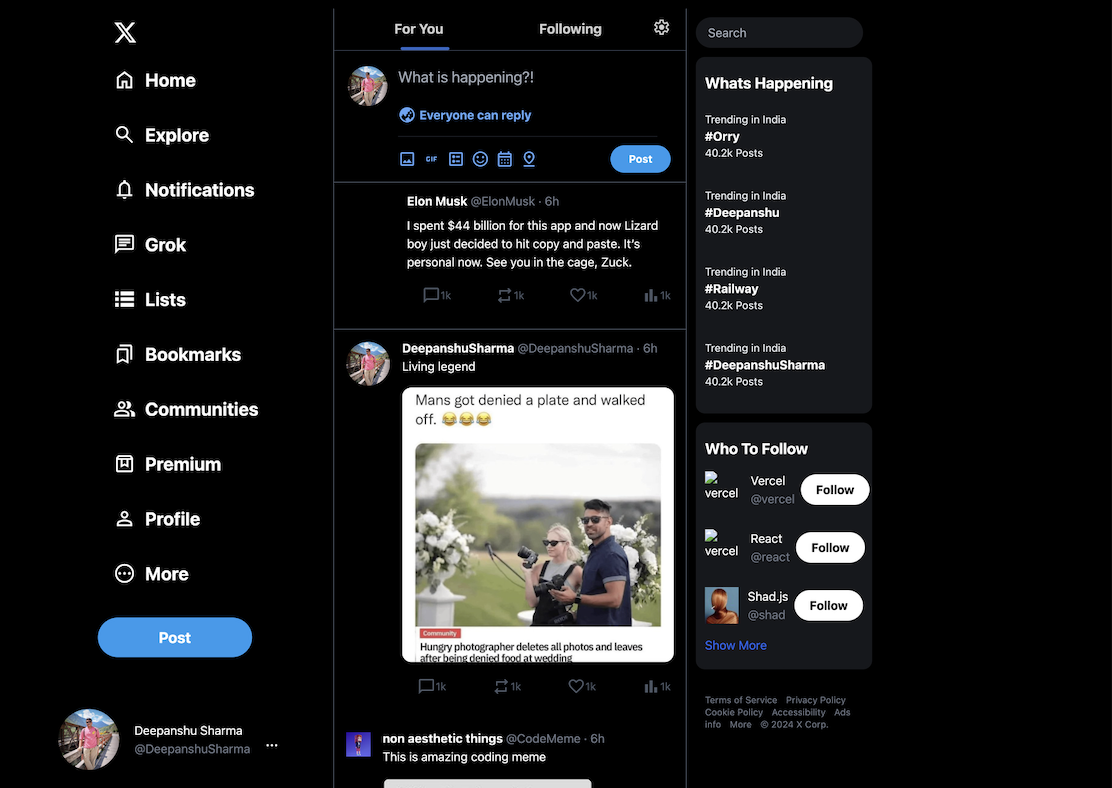 Home
Explore
Notifications
Grok
Lists
Bookmarks
Communities
Premium
Profile
More
Post
Deepanshu Sharma
@DeepanshuSharma
For You
Following
What is happening?!
Everyone can reply
GIF
Post
Elon Musk @ElonMusk · 6h
I spent $44 billion for this app and now Lizard
boy just decided to hit copy and paste. It's
personal now. See you in the cage, Zuck.
1k 1k 1k 1k
DeepanshuSharma @DeepanshuSharma · 6h
Living legend
Mans got denied a plate and walked
off. 😂😂😂
Community
Hungry photographer deletes all photos and leaves
after being denied food at wedding
1k 1k 1k 1k
non aesthetic things @CodeMeme · 6h
This is amazing coding meme
Search
Whats Happening
Trending in India
#Orry
40.2k Posts
Trending in India
#Deepanshu
40.2k Posts
Trending in India
#Railway
40.2k Posts
Trending in India
#DeepanshuSharma
40.2k Posts
Who To Follow
vercel
Vercel
@vercel
Follow
vercel
React
@react
Follow
Shad.js
@shad
Follow
Show More
Terms of Service Privacy Policy
Cookie Policy Accessibility Ads
info More © 2024 X Corp.